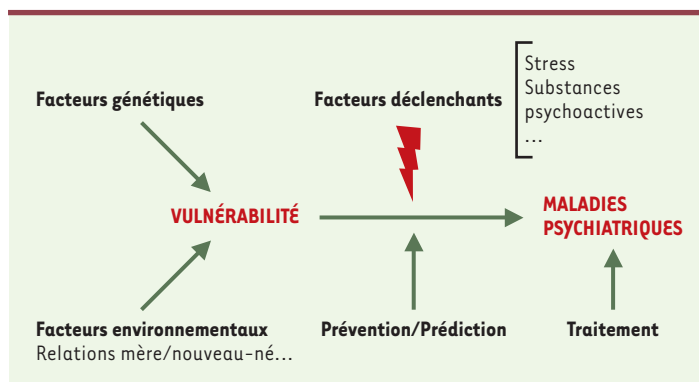 Facteurs génétiques
Facteurs déclenchants
Stress
Substances
psychoactives
...
VULNÉRABILITÉ
MALADIES
PSYCHIATRIQUES
Facteurs environnementaux
Relations mère/nouveau-né...
Prévention/Prédiction
Traitement